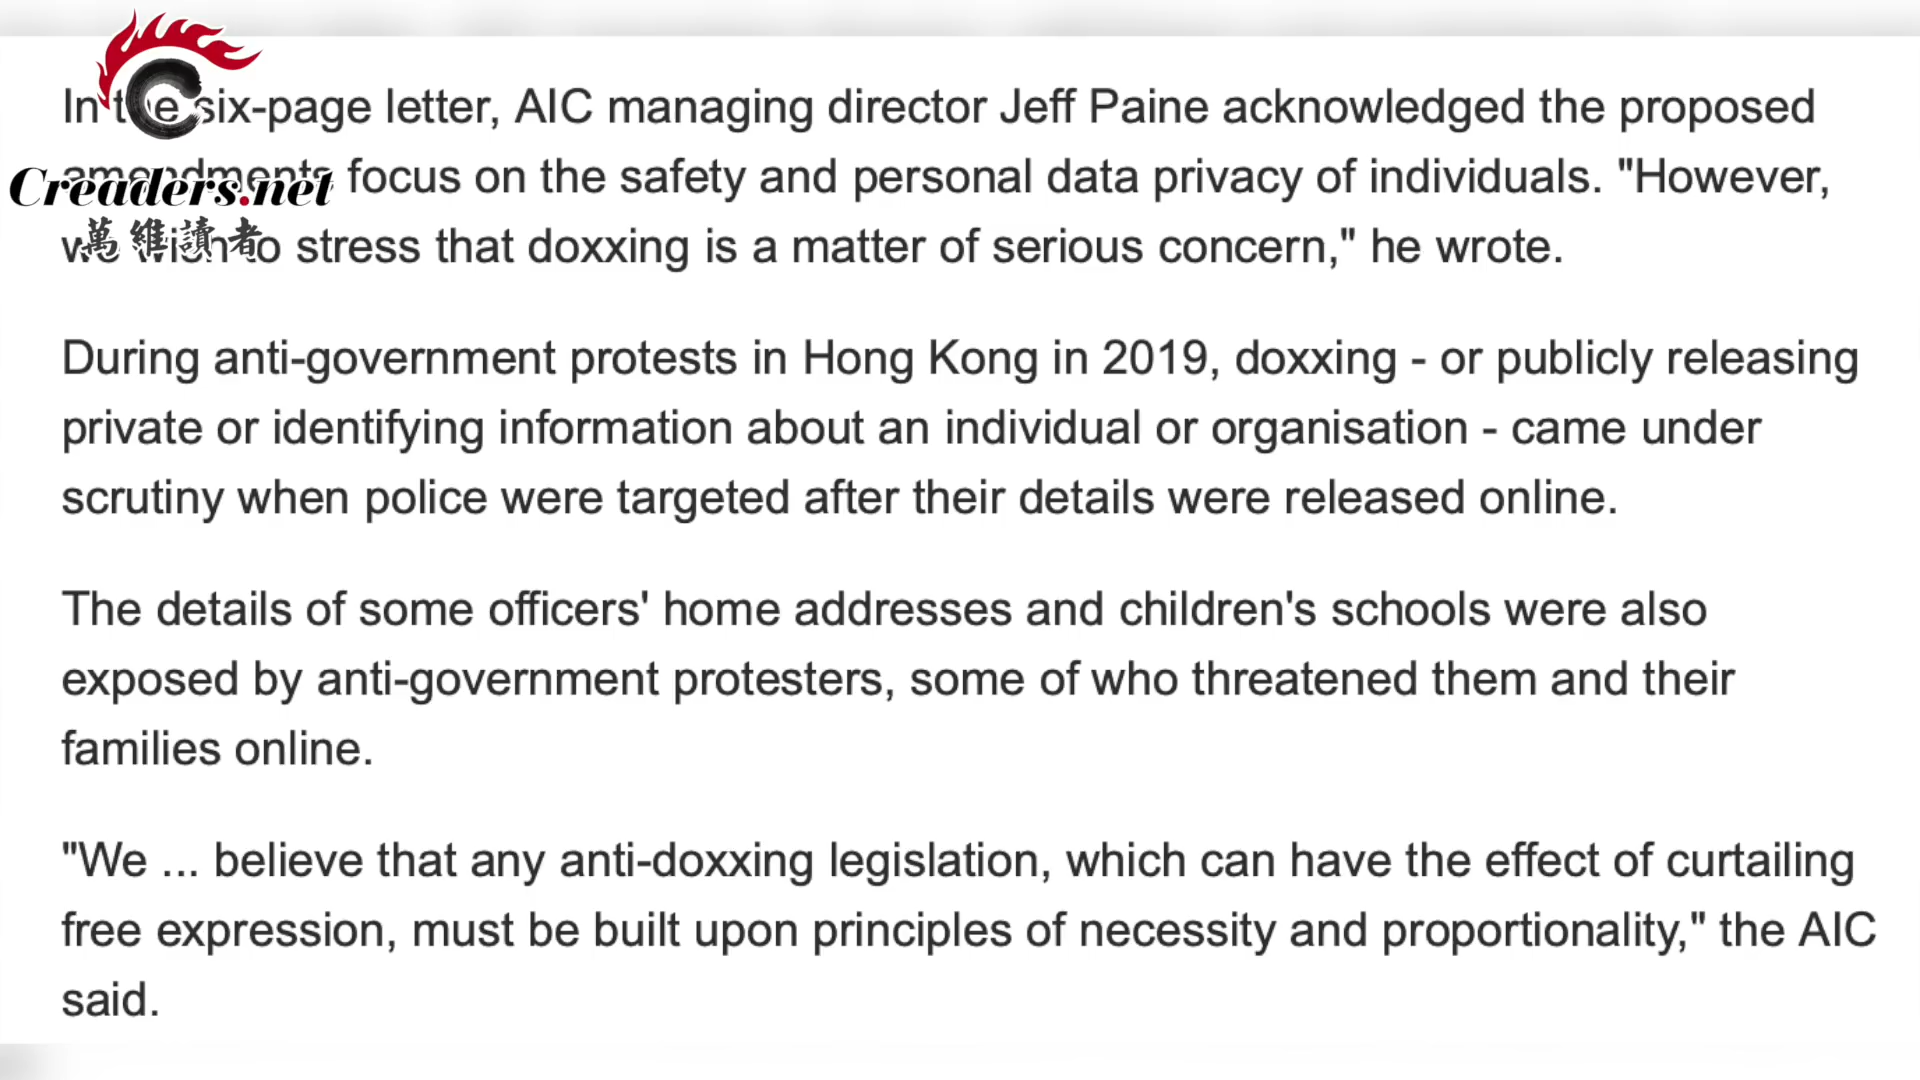 In the six-page letter, AIC managing director Jeff Paine acknowledged the proposed
Creaders.net
amendments focus on the safety and personal data privacy of individuals. "However,
萬維讀者
we wish to stress that doxxing is a matter of serious concern," he wrote.
During anti-government protests in Hong Kong in 2019, doxxing - or publicly releasing
private or identifying information about an individual or organisation - came under
scrutiny when police were targeted after their details were released online.
The details of some officers' home addresses and children's schools were also
exposed by anti-government protesters, some of who threatened them and their
families online.
"We ... believe that any anti-doxxing legislation, which can have the effect of curtailing
free expression, must be built upon principles of necessity and proportionality," the AIC
said.